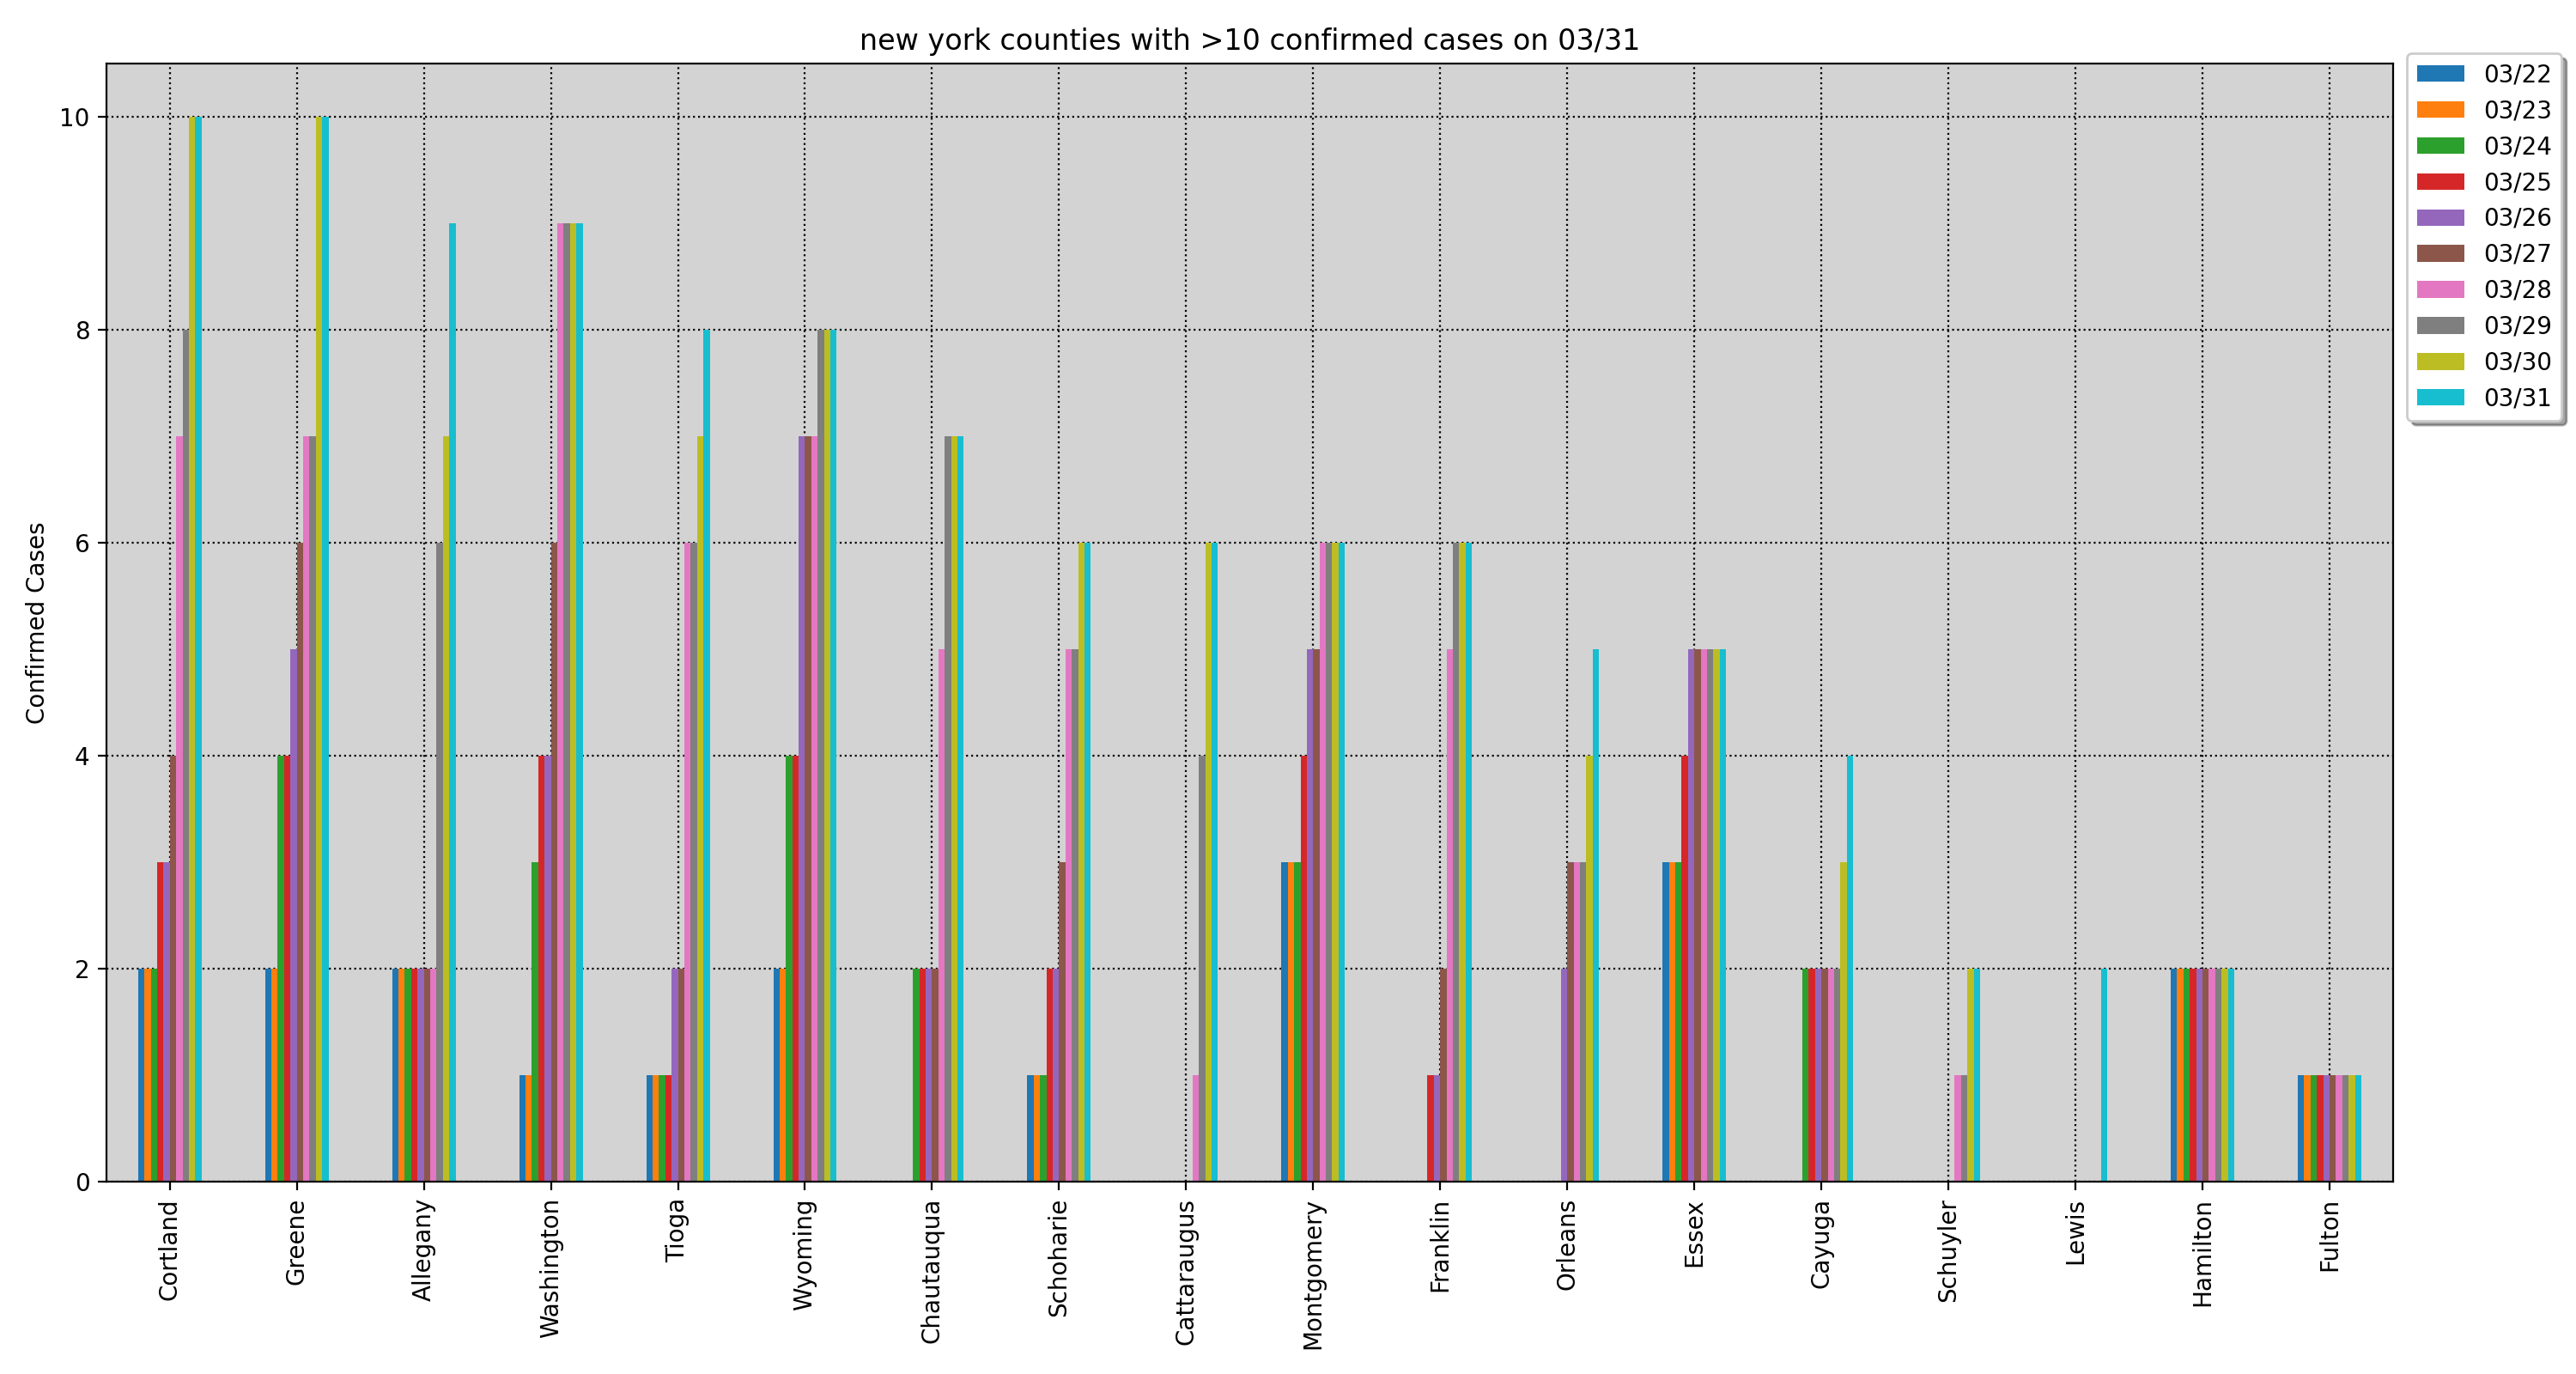 new york counties with >10 confirmed cases on 03/31
03/22
03/23
03/24
03/25
03/26
03/27
03/28
03/29
03/30
03/31
Confirmed Cases
10
8
6
4
2
0
Cortland
Greene
Allegany
Washington
Tioga
Wyoming
Chautauqua
Schoharie
Cattaraugus
Montgomery
Franklin
Orleans
Essex
Cayuga
Schuyler
Lewis
Hamilton
Fulton